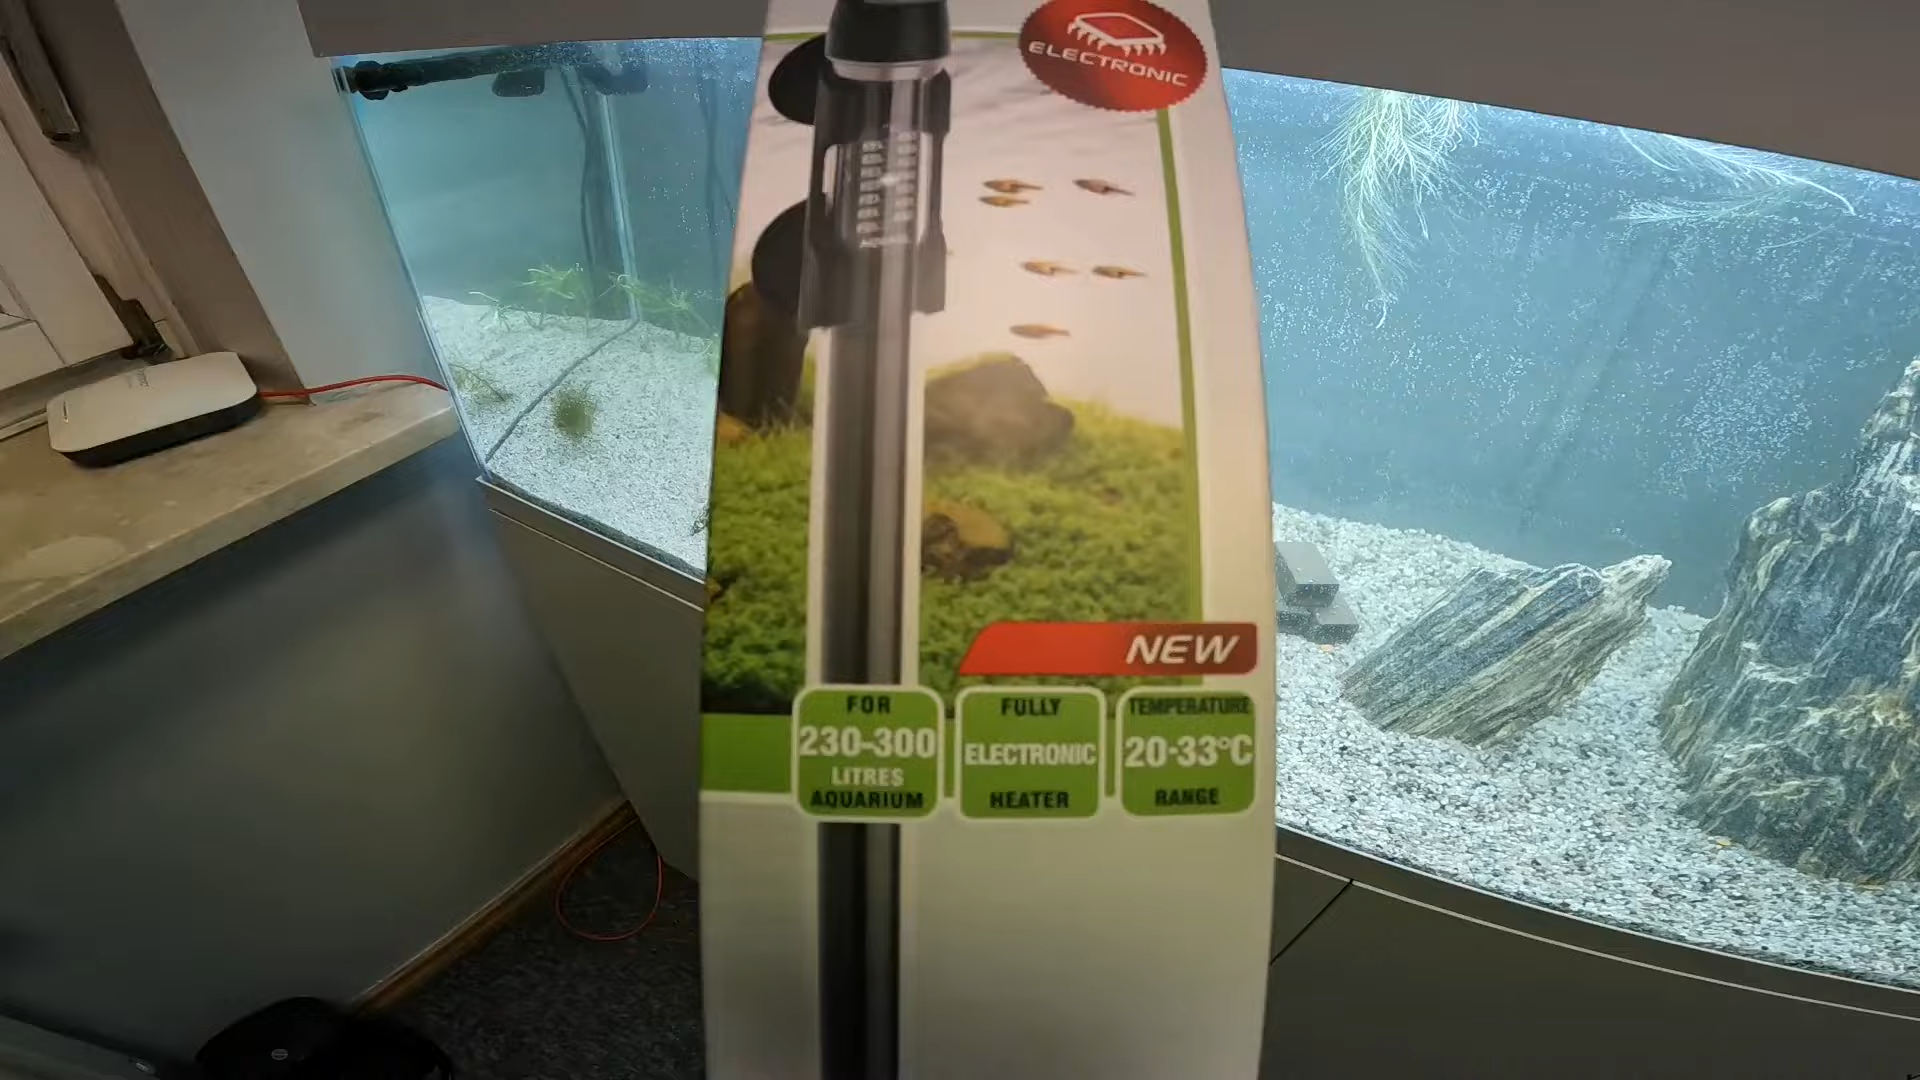 ELECTRONIC
NEW
FOR
230-300
LITRES
AQUARIUM
FULLY
ELECTRONIC
HEATER
TEMPERATURE
20-33°C
RANGE